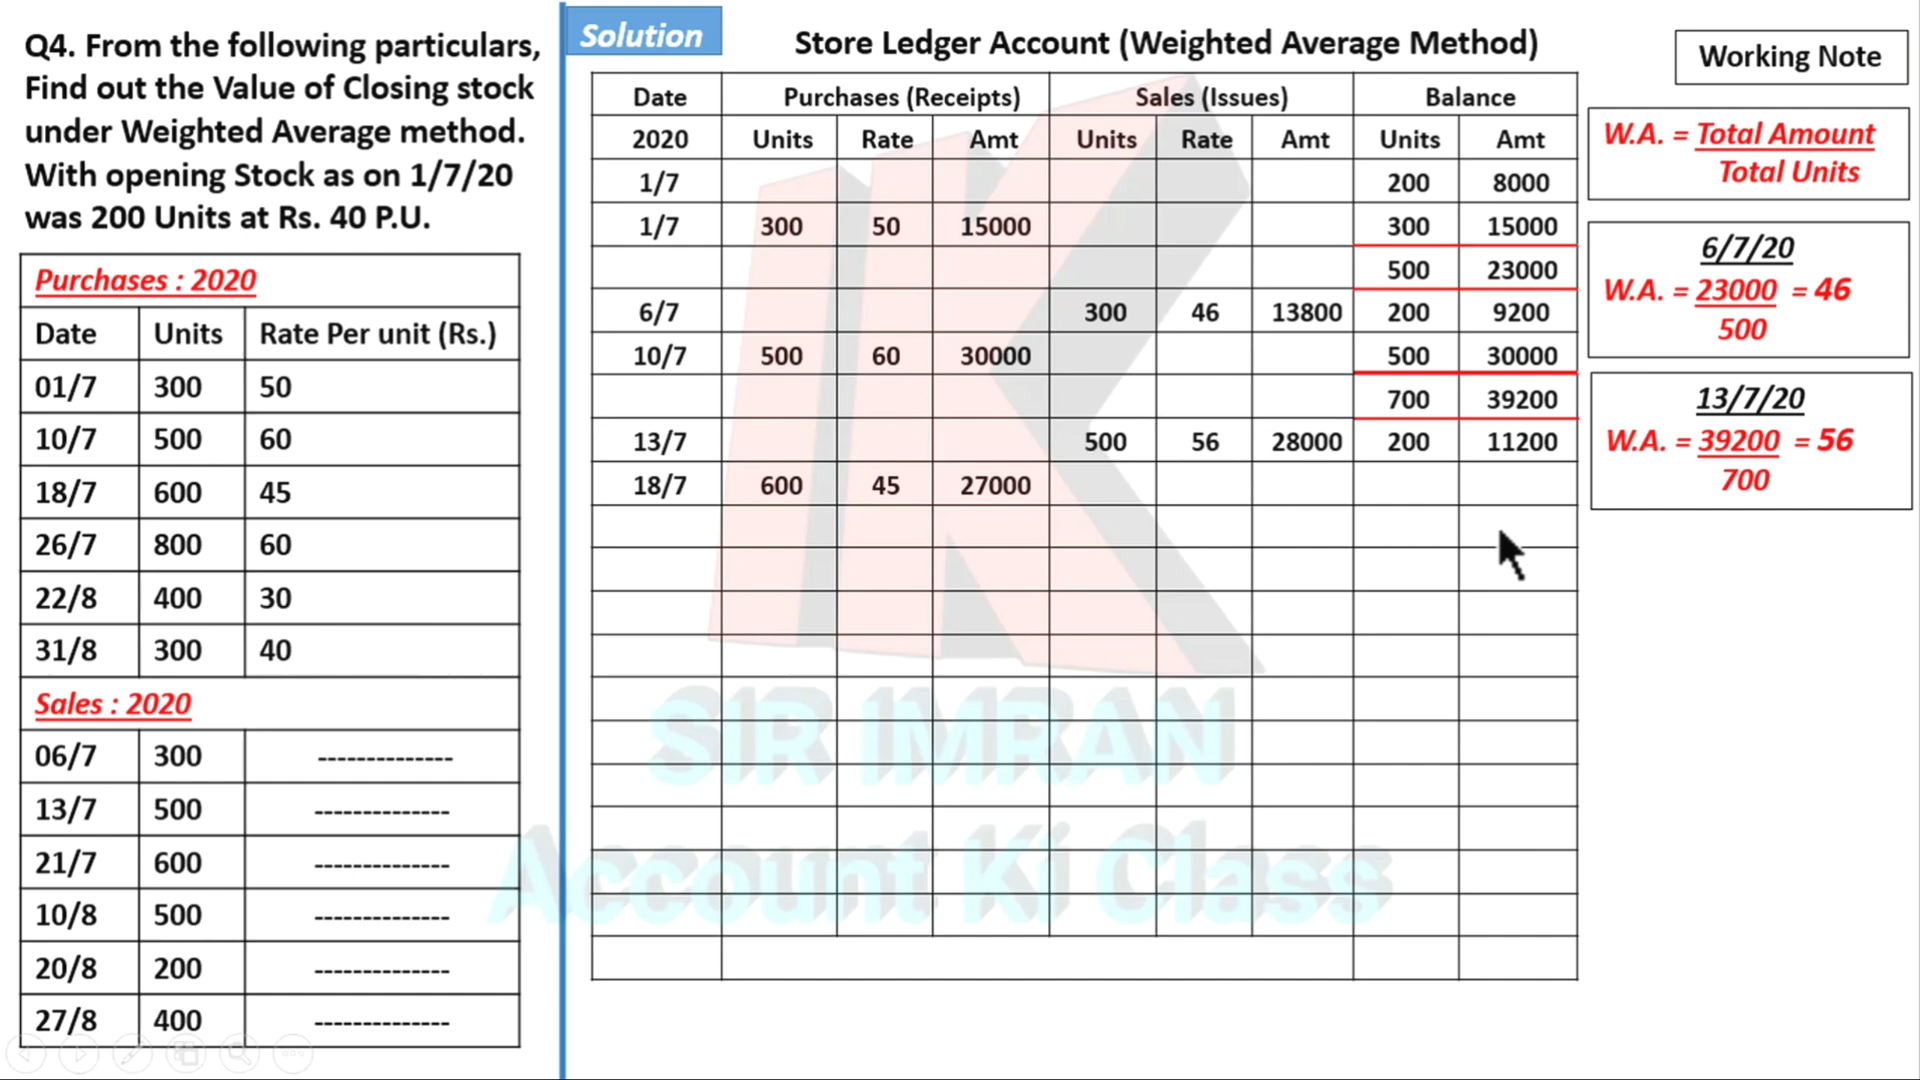 Q4. From the following particulars,
Find out the Value of Closing stock
under Weighted Average method.
With opening Stock as on 1/7/20
was 200 Units at Rs. 40 P.U.
Purchases : 2020
Date Units Rate Per unit (Rs.)
01/7 300 50
10/7 500 60
18/7 600 45
26/7 800 60
22/8 400 30
31/8 300 40
Sales : 2020
06/7 300 --------------
13/7 500 --------------
21/7 600 --------------
10/8 500 --------------
20/8 200 --------------
27/8 400 --------------
Solution
Store Ledger Account (Weighted Average Method)
Date Purchases (Receipts) Sales (Issues) Balance
2020 Units Rate Amt Units Rate Amt Units Amt
1/7 200 8000
1/7 300 50 15000 300 15000
500 23000
6/7 300 46 13800 200 9200
10/7 500 60 30000 500 30000
700 39200
13/7 500 56 28000 200 11200
18/7 600 45 27000
Working Note
W.A. = Total Amount
Total Units
6/7/20
W.A. = 23000 = 46
500
13/7/20
W.A. = 39200 = 56
700
IK
SIR IMRAN
Account Ki Class